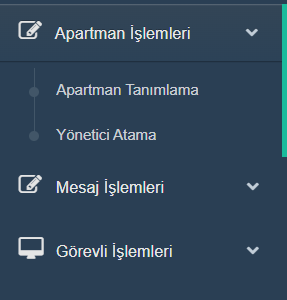 Apartman İşlemleri
Apartman Tanımlama
Yönetici Atama
Mesaj İşlemleri
Görevli İşlemleri